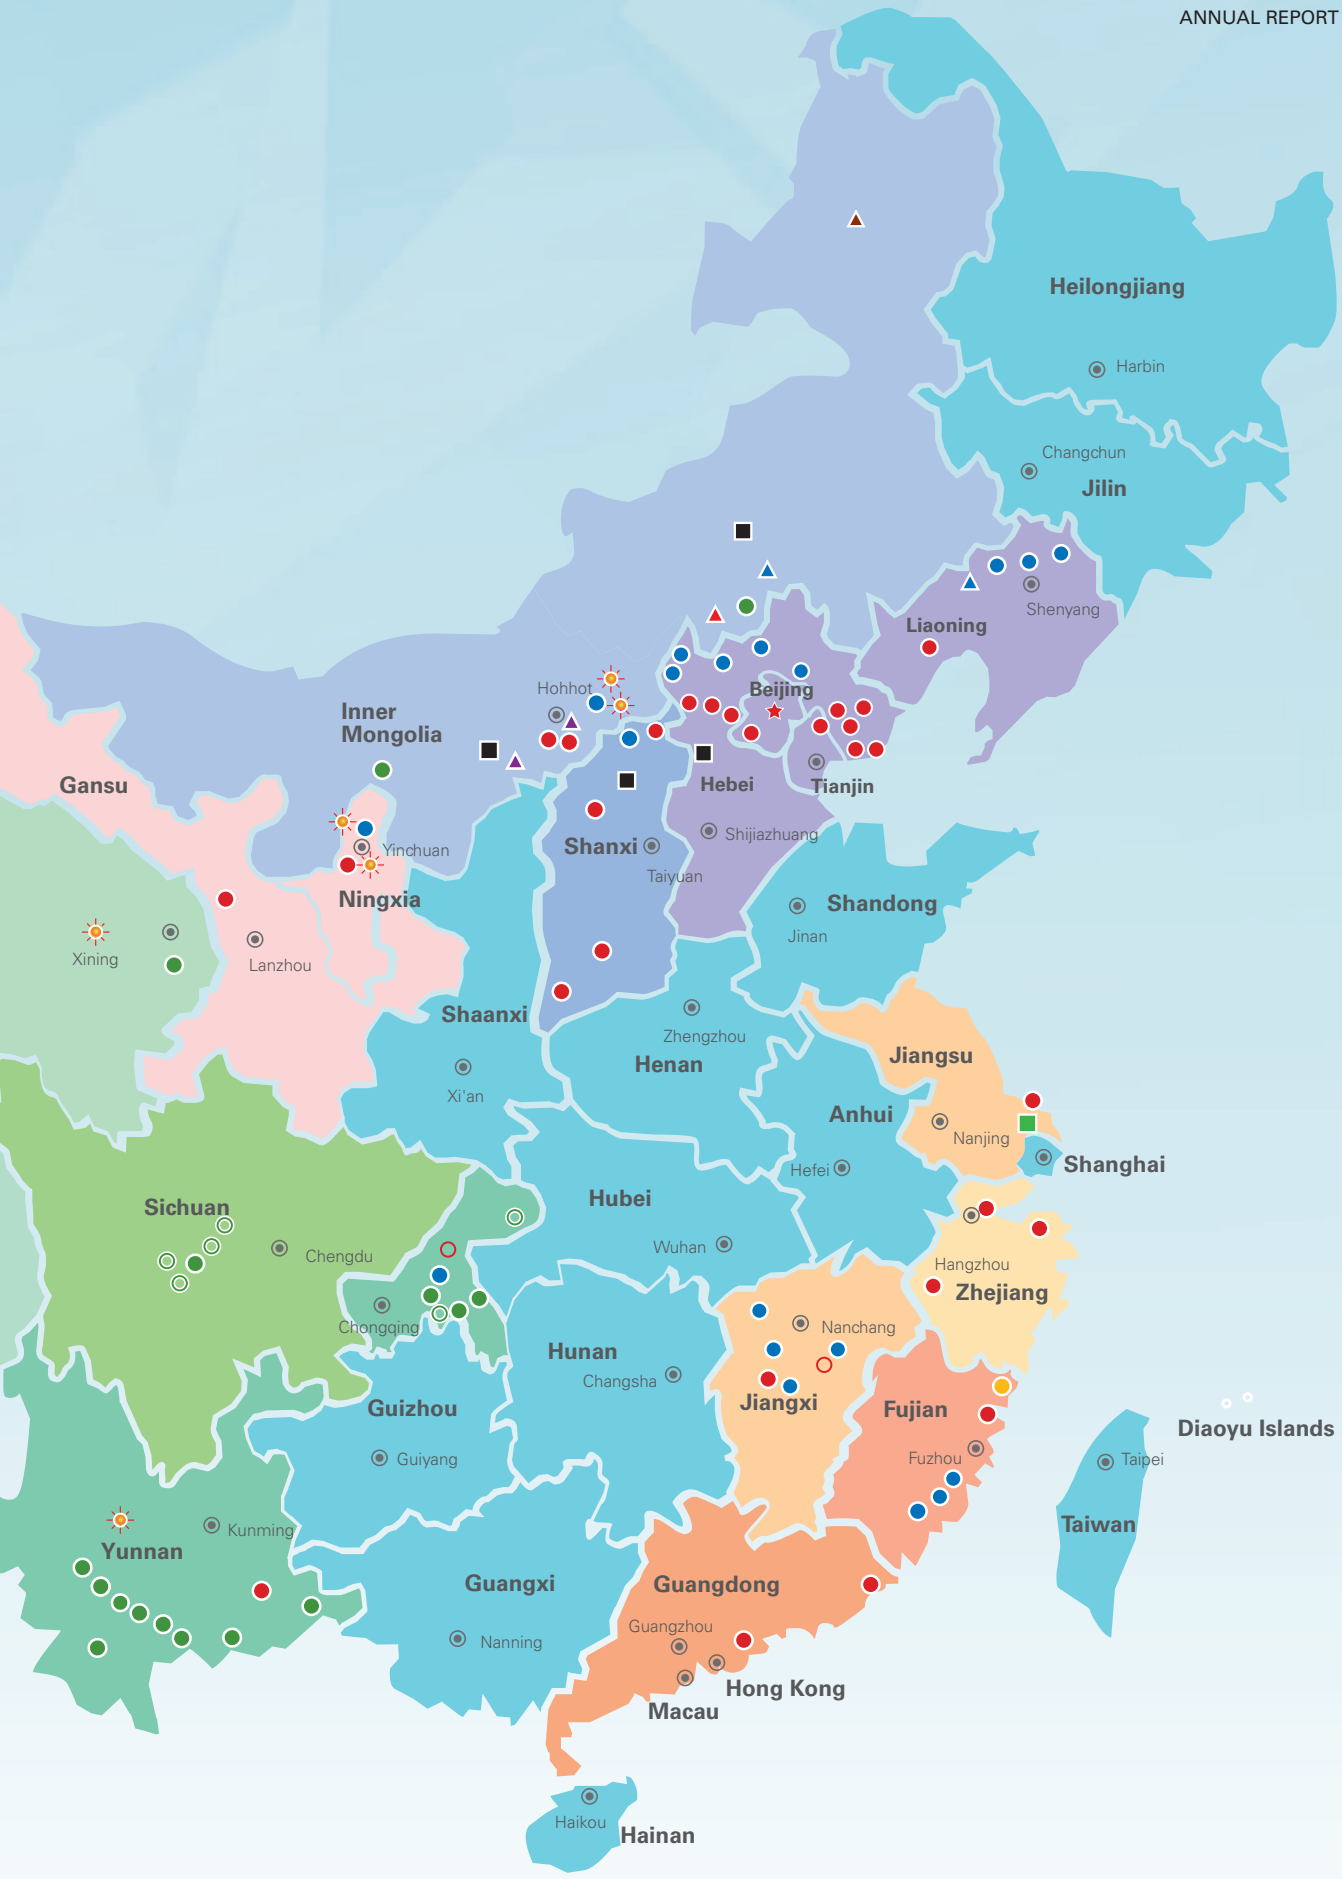 ANNUAL REPORT
Heilongjiang
Harbin
Changchun
Jilin
Shenyang
Liaoning
Beijing
Hohhot
Inner
Mongolia
Gansu
Hebei
Tianjin
Shijiazhuang
Shanxi
Taiyuan
Yinchuan
Ningxia
Shandong
Jinan
Xining
Lanzhou
Shaanxi
Zhengzhou
Henan
Jiangsu
Xi'an
Anhui
Nanjing
Hefei
Shanghai
Sichuan
Hubei
Wuhan
Chengdu
Hangzhou
Zhejiang
Chongqing
Nanchang
Hunan
Changsha
Jiangxi
Guizhou
Fujian
Diaoyu Islands
Guiyang
Fuzhou
Taipei
Kunming
Taiwan
Yunnan
Guangxi
Guangdong
Guangzhou
Nanning
Hong Kong
Macau
Haikou
Hainan